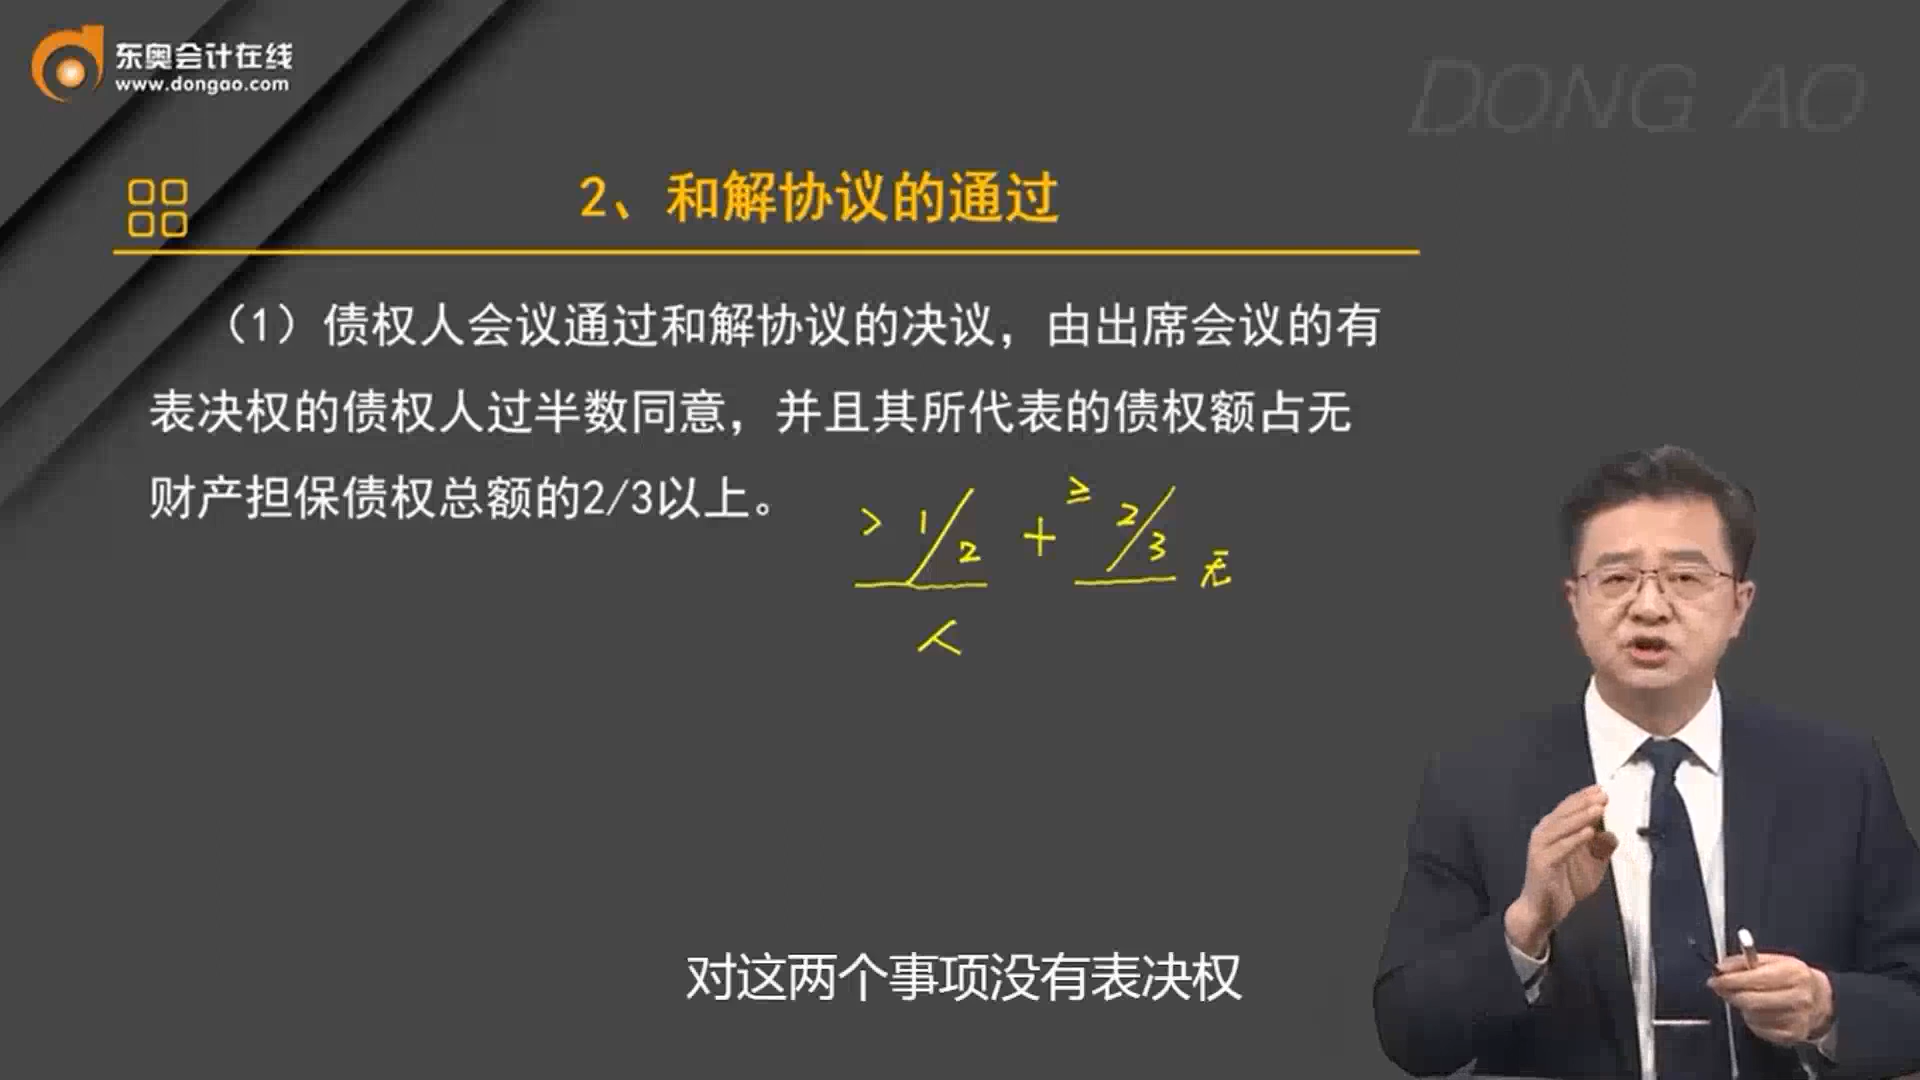 东奥会计在线
www.dongao.com
DONG AO
2、和解协议的通过
（1）债权人会议通过和解协议的决议，由出席会议的有
表决权的债权人过半数同意，并且其所代表的债权额占无
财产担保债权总额的2/3以上。
>1/2 + ≥2/3 无
人
对这两个事项没有表决权